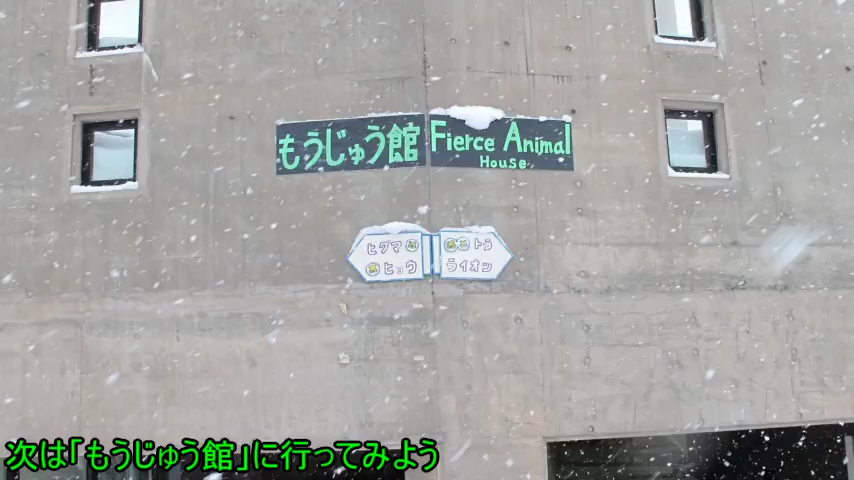 もうじゅう館
Fierce Animal
House
ヒグマ
ヒョウ
トラ
ライオン
次は「もうじゅう館」に行ってみよう